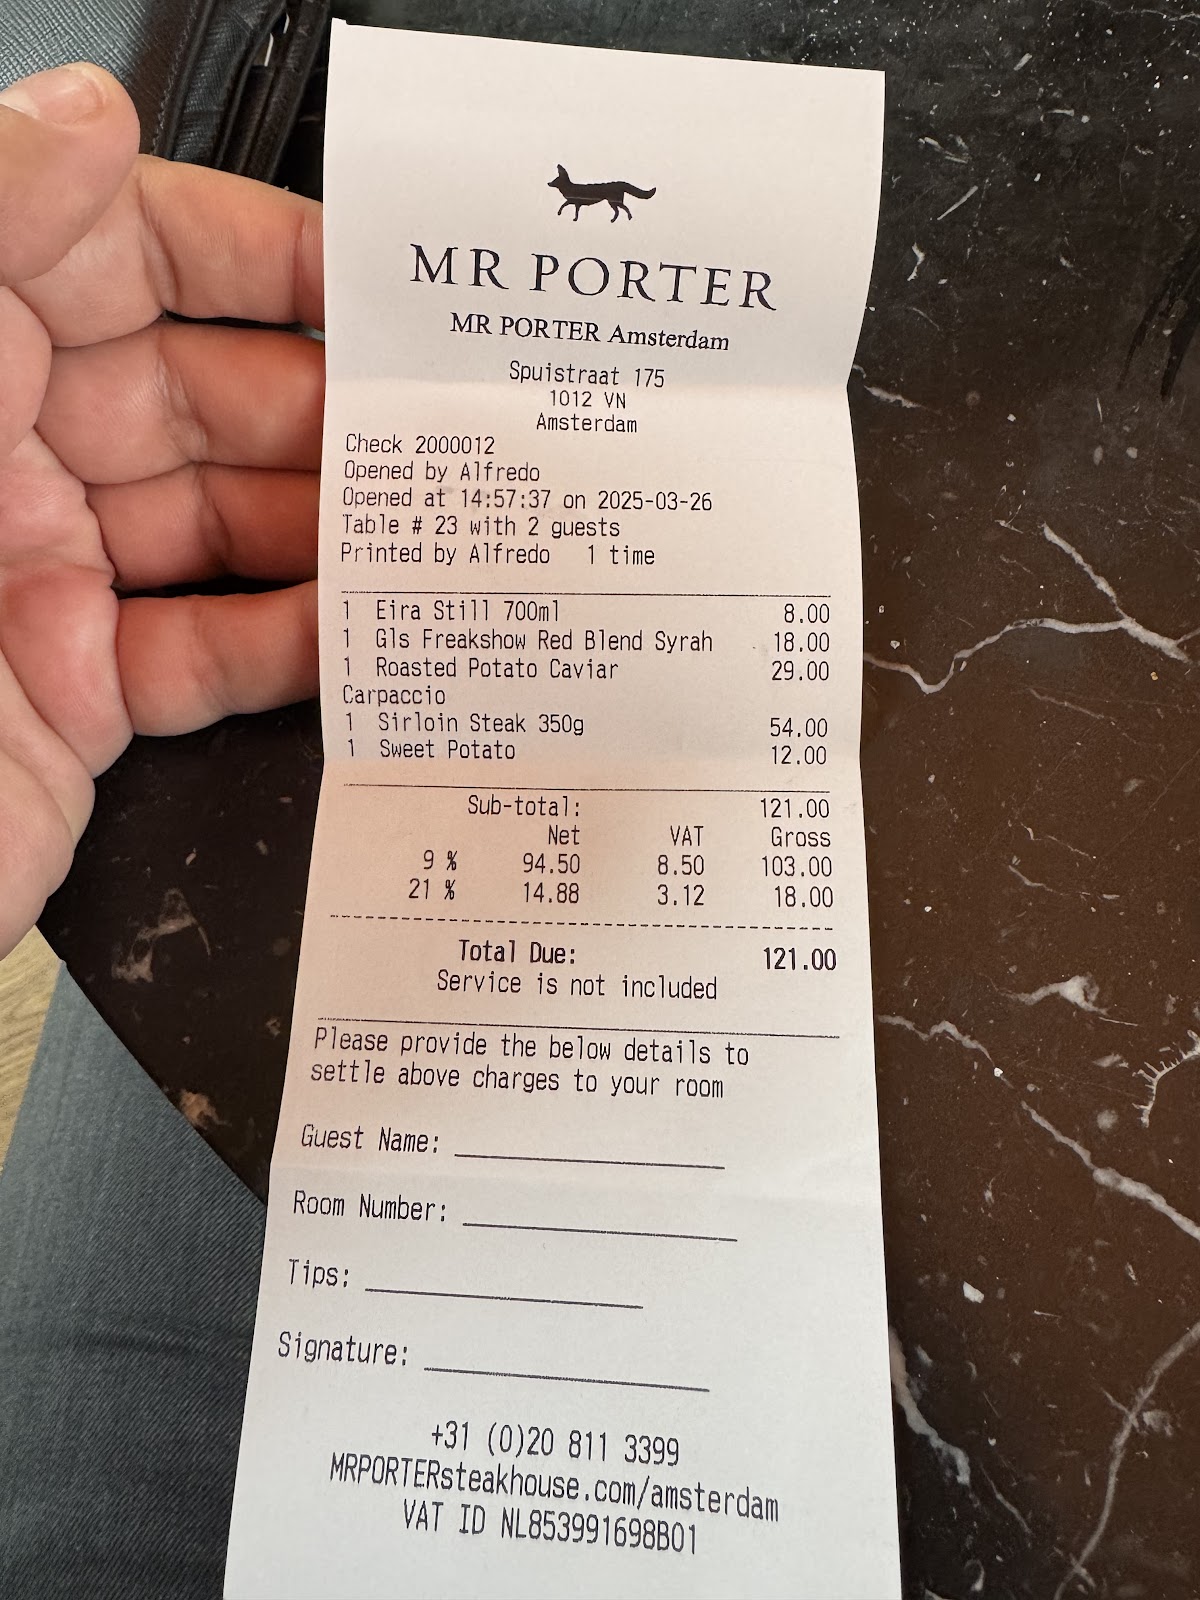 MR PORTER
MR PORTER Amsterdam
Spuistraat 175
1012 VN
Amsterdam
Check 2000012
Opened by Alfredo
Opened at 14:57:37 on 2025-03-26
Table # 23 with 2 guests
Printed by Alfredo 1 time
1 Eira Still 700ml 8.00
1 Gls Freakshow Red Blend Syrah 18.00
1 Roasted Potato Caviar 29.00
Carpaccio
1 Sirloin Steak 350g 54.00
1 Sweet Potato 12.00
Sub-total: 121.00
Net VAT Gross
9 % 94.50 8.50 103.00
21 % 14.88 3.12 18.00
Total Due: 121.00
Service is not included
Please provide the below details to
settle above charges to your room
Guest Name:
Room Number:
Tips:
Signature:
+31 (0)20 811 3399
MRPORTERsteakhouse.com/amsterdam
VAT ID NL853991698B01